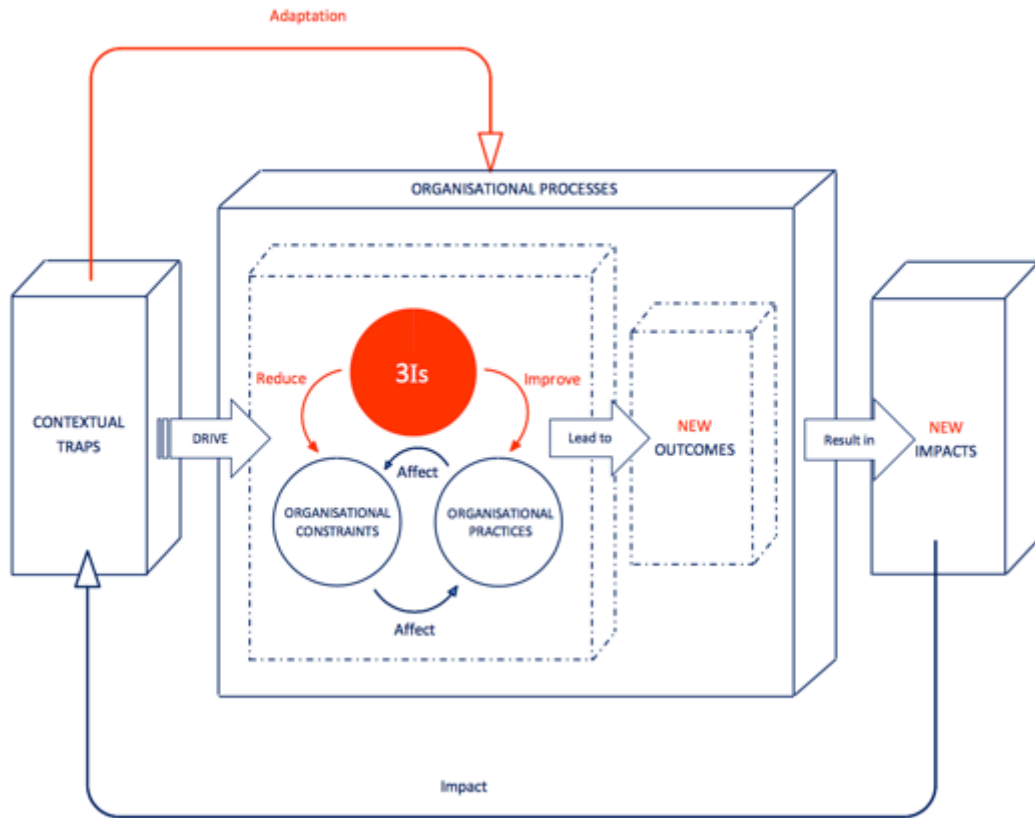 Adaptation
ORGANISATIONAL PROCESSES
3Is
Reduce
Improve
CONTEXTUAL
TRAPS
DRIVE
Affect
ORGANISATIONAL
CONSTRAINTS
ORGANISATIONAL
PRACTICES
Affect
Lead to
NEW
OUTCOMES
Result in
NEW
IMPACTS
Impact